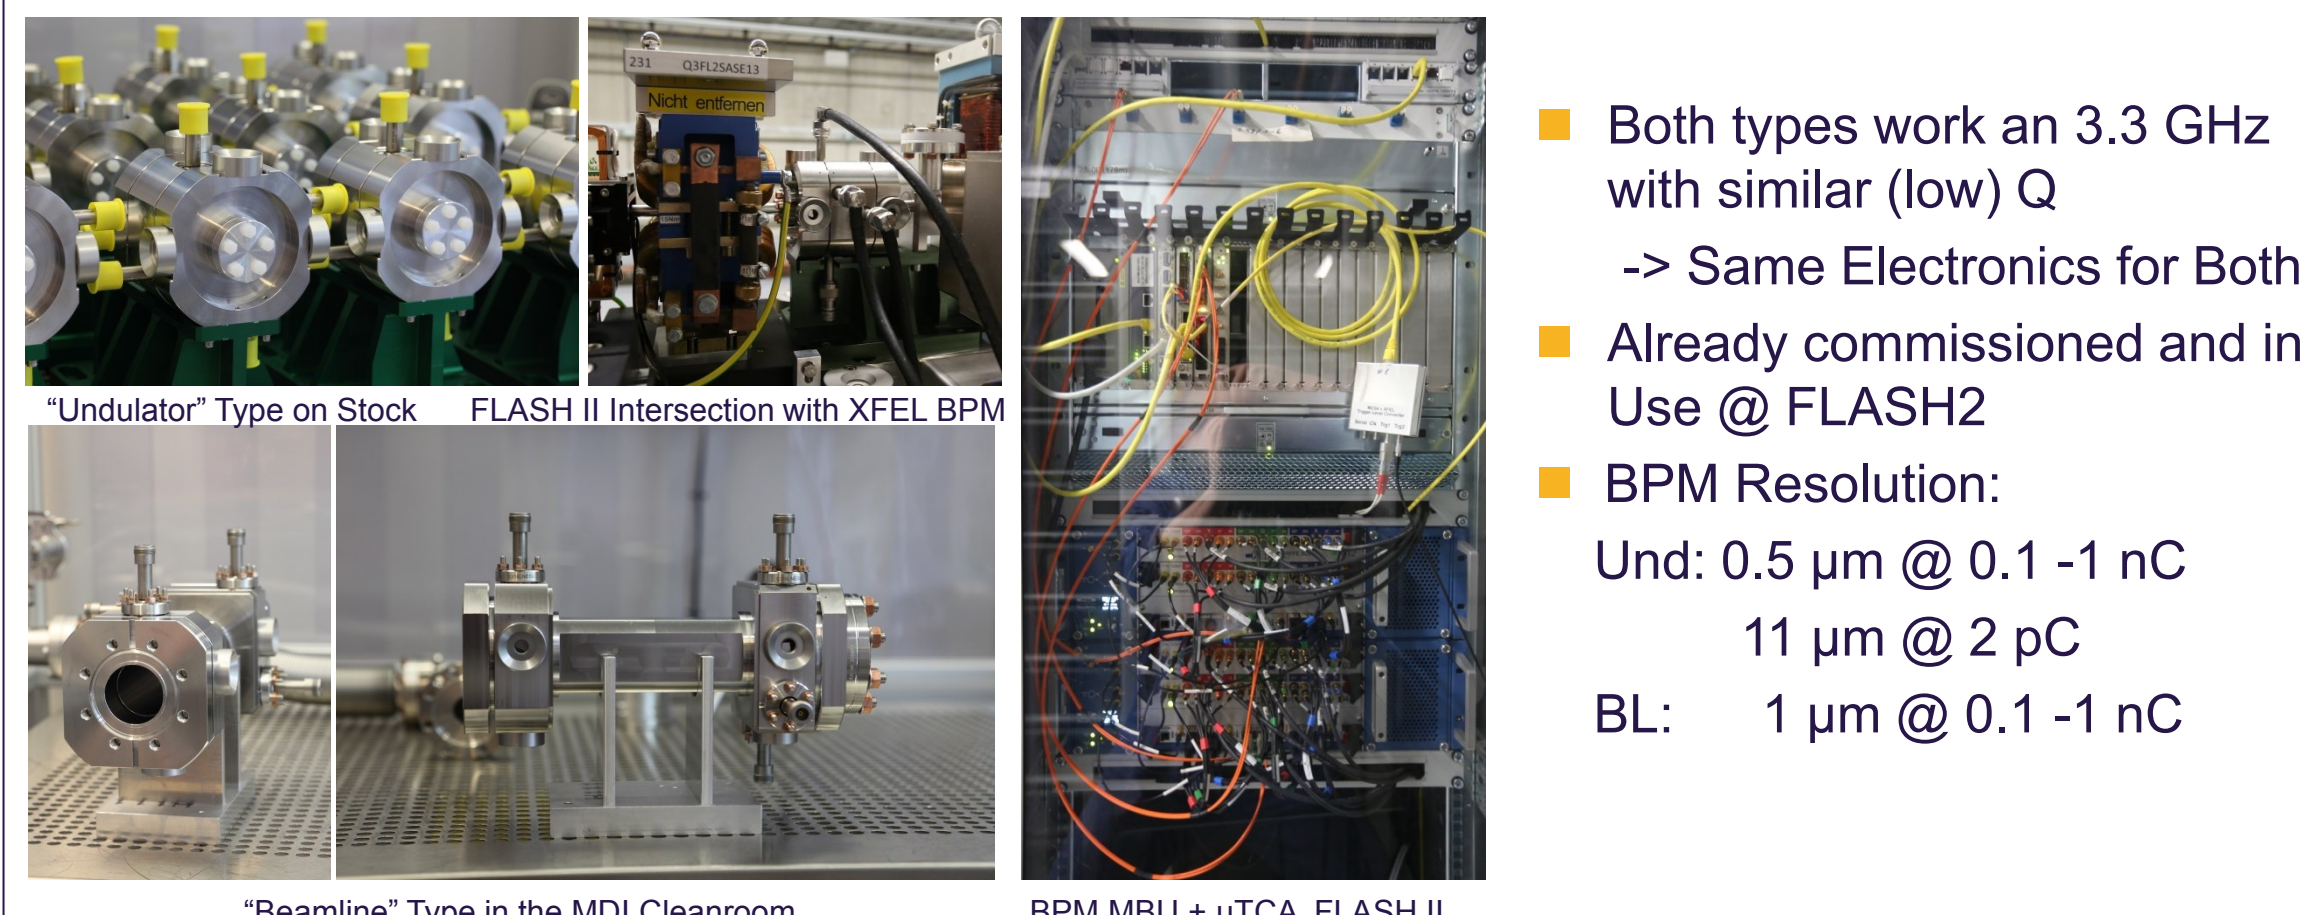 231 Q3FL2SASE13
Nicht entfernen
“Undulator” Type on Stock
FLASH II Intersection with XFEL BPM
“Beamline” Type in the MDI Cleanroom
BPM MBU + µTCA, FLASH II
Both types work an 3.3 GHz
with similar (low) Q
-> Same Electronics for Both
Already commissioned and in
Use @ FLASH2
BPM Resolution:
Und: 0.5 µm @ 0.1 -1 nC
11 µm @ 2 pC
BL: 1 µm @ 0.1 -1 nC